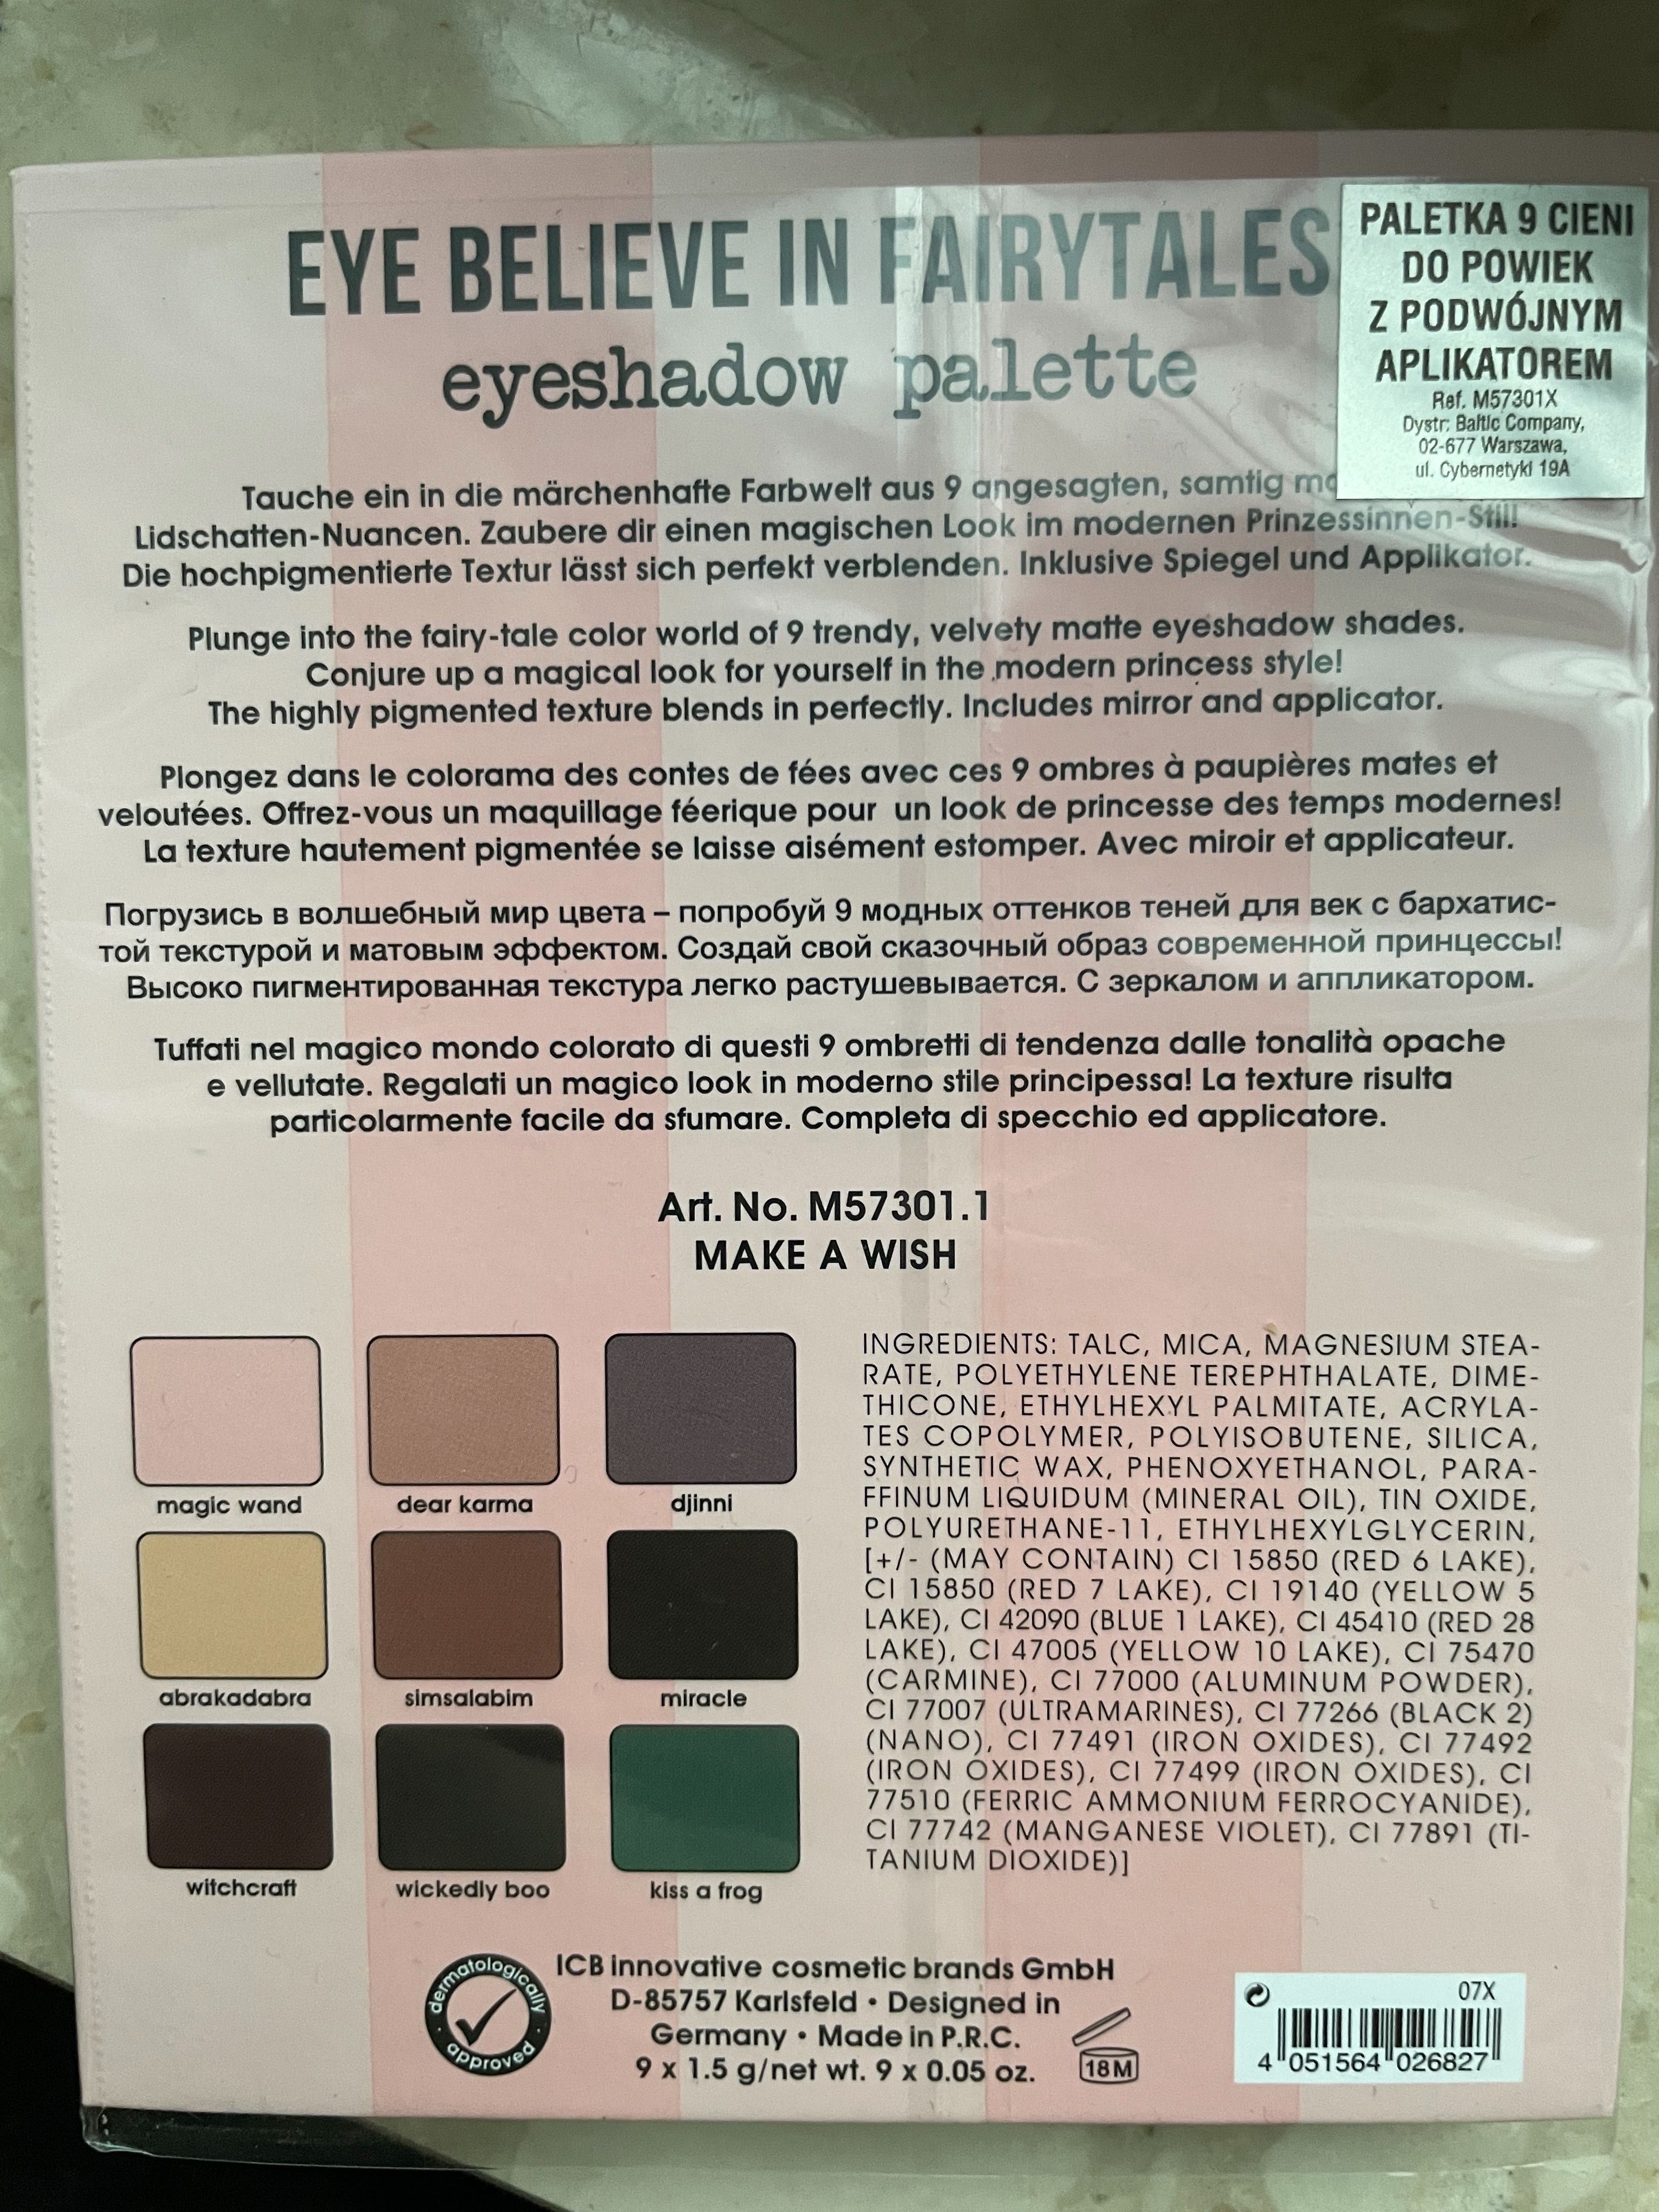 EYE BELIEVE IN FAIRYTALES
eyeshadow palette
PALETKA 9 CIENI
DO POWIEK
Z PODWÓJNYM
APLIKATOREM
Ref. M57301X
Dystr: Baltic Company,
02-677 Warszawa,
ul. Cybernetyki 19A
Tauche ein in die märchenhafte Farbwelt aus 9 angesagten, samtig
Lidschatten-Nuancen. Zaubere dir einen magischen Look im modernen Prinzessinnen-Stil!
Die hochpigmentierte Textur lässt sich perfekt verblenden. Inklusive Spiegel und Applikator.
Plunge into the fairy-tale color world of 9 trendy, velvety matte eyeshadow shades.
Conjure up a magical look for yourself in the modern princess style!
The highly pigmented texture blends in perfectly. Includes mirror and applicator.
Plongez dans le colorama des contes de fées avec ces 9 ombres à paupières mates et
veloutées. Offrez-vous un maquillage féerique pour un look de princesse des temps modernes!
La texture hautement pigmentée se laisse aisément estomper. Avec miroir et applicateur.
Погрузись в волшебный мир цвета – попробуй 9 модных оттенков теней для век с бархатис-
той текстурой и матовым эффектом. Создай свой сказочный образ современной принцессы!
Высоко пигментированная текстура легко растушевывается. С зеркалом и аппликатором.
Tuffati nel magico mondo colorato di questi 9 ombretti di tendenza dalle tonalità opache
e vellutate. Regalati un magico look in moderno stile principessa! La texture risulta
particolarmente facile da sfumare. Completa di specchio ed applicatore.
Art. No. M57301.1
MAKE A WISH
magic wand
dear karma
djinni
abrakadabra
simsalabim
miracle
witchcraft
wickedly boo
kiss a frog
INGREDIENTS: TALC, MICA, MAGNESIUM STEA-
RATE, POLYETHYLENE TEREPHTHALATE, DIME-
THICONE, ETHYLHEXYL PALMITATE, ACRYLA-
TES COPOLYMER, POLYISOBUTENE, SILICA,
SYNTHETIC WAX, PHENOXYETHANOL, PARA-
FFINUM LIQUIDUM (MINERAL OIL), TIN OXIDE,
POLYURETHANE-11, ETHYLHEXYLGLYCERIN,
[+/- (MAY CONTAIN) CI 15850 (RED 6 LAKE),
CI 15850 (RED 7 LAKE), CI 19140 (YELLOW 5
LAKE), CI 42090 (BLUE 1 LAKE), CI 45410 (RED 28
LAKE), CI 47005 (YELLOW 10 LAKE), CI 75470
(CARMINE), CI 77000 (ALUMINUM POWDER),
CI 77007 (ULTRAMARINES), CI 77266 (BLACK 2)
(NANO), CI 77491 (IRON OXIDES), CI 77492
(IRON OXIDES), CI 77499 (IRON OXIDES), CI
77510 (FERRIC AMMONIUM FERROCYANIDE),
CI 77742 (MANGANESE VIOLET), CI 77891 (TI-
TANIUM DIOXIDE)]
dermatologically
approved
ICB innovative cosmetic brands GmbH
D-85757 Karlsfeld • Designed in
Germany • Made in P.R.C.
9 x 1.5 g/net wt. 9 x 0.05 oz.
18M
07X
4 051564 026827